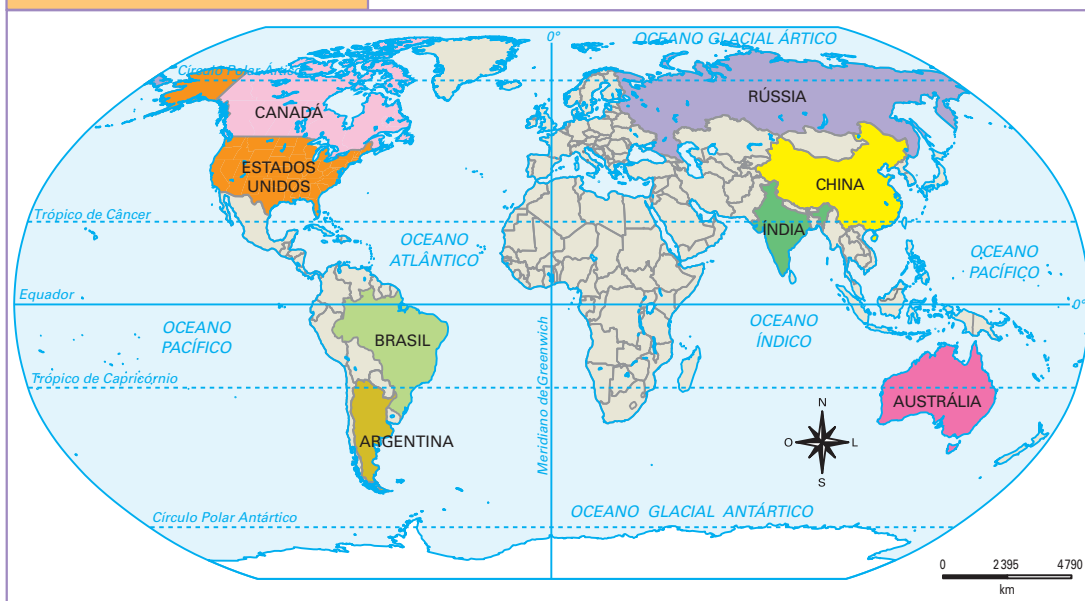 0°
OCEANO GLACIAL ÁRTICO
Círculo Polar Ártico
RÚSSIA
CANADÁ
ESTADOS
UNIDOS
CHINA
Trópico de Câncer
ÍNDIA
OCEANO
ATLÂNTICO
OCEANO
PACÍFICO
Equador
0°
OCEANO
PACÍFICO
BRASIL
OCEANO
ÍNDICO
Trópico de Capricórnio
Meridiano de Greenwich
AUSTRÁLIA
N
O
L
S
ARGENTINA
Círculo Polar Antártico
OCEANO GLACIAL ANTÁRTICO
0 2 395 4 790
km